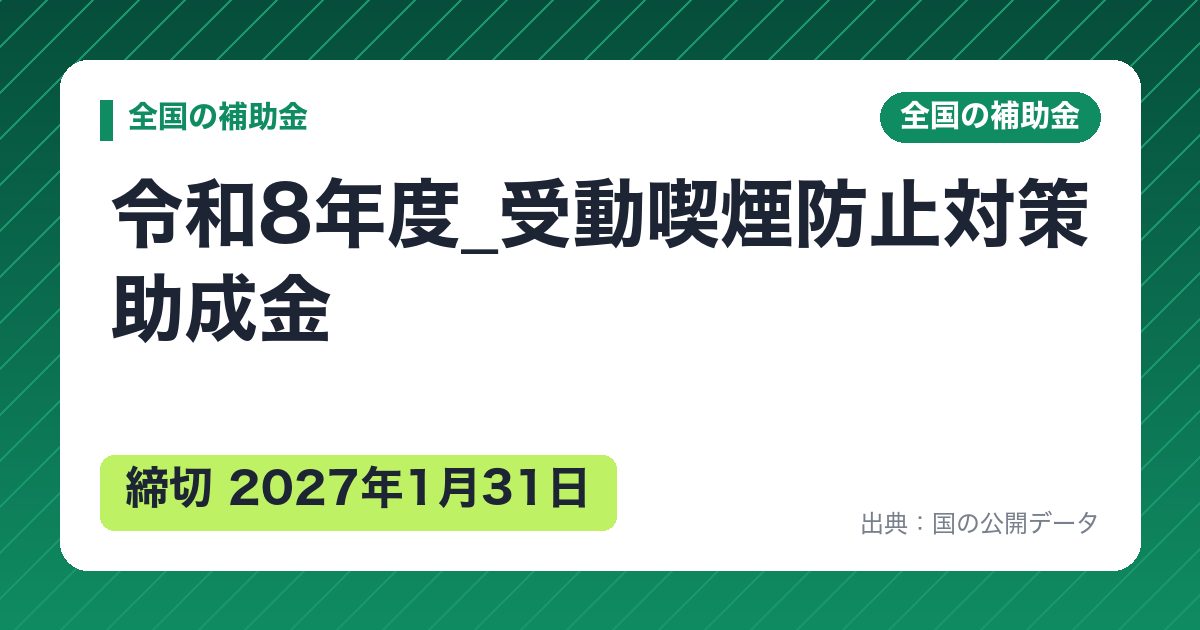 全国の補助金
全国の補助金
令和8年度_受動喫煙防止対策
助成金
締切 2027年1月31日
出典：国の公開データ